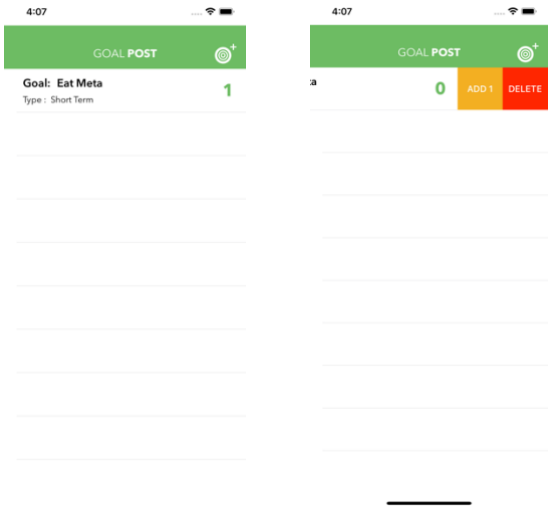 4:07
GOAL POST
Goal: Eat Meta
Type : Short Term
1
4:07
GOAL POST
ta
0
ADD 1
DELETE